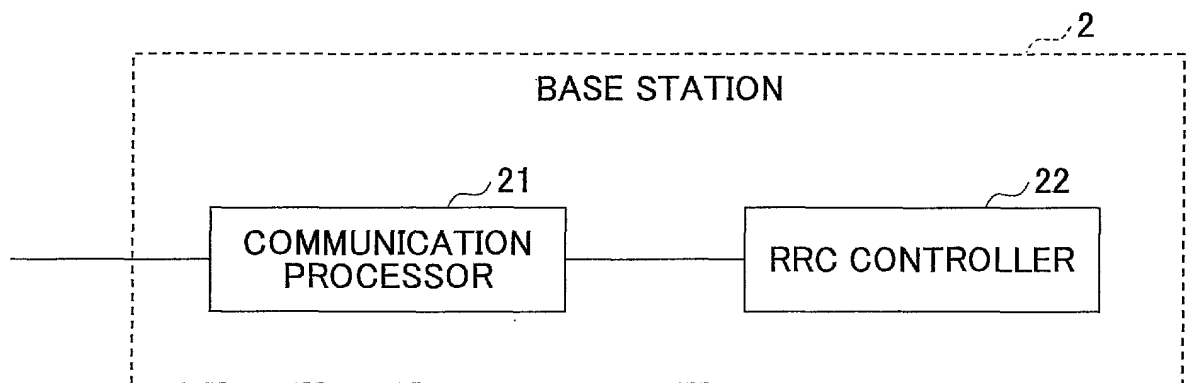 2
BASE STATION
21
22
COMMUNICATION
PROCESSOR
RRC CONTROLLER